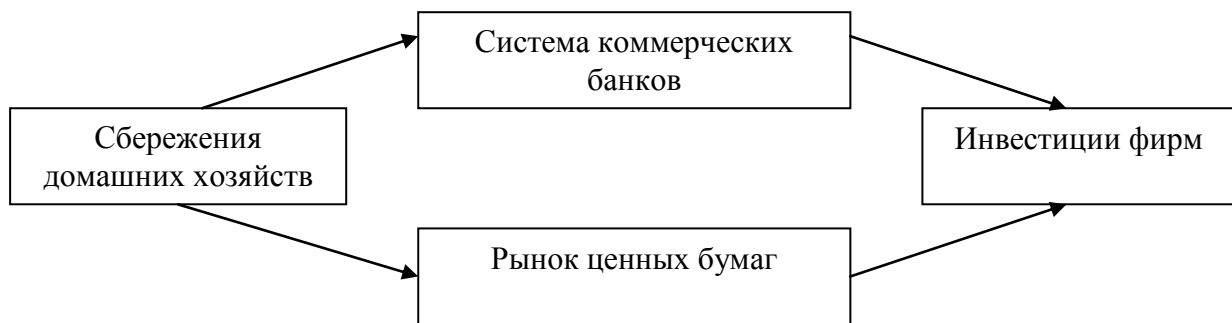 Система коммерческих
банков
Сбережения
домашних хозяйств
Инвестиции фирм
Рынок ценных бумаг